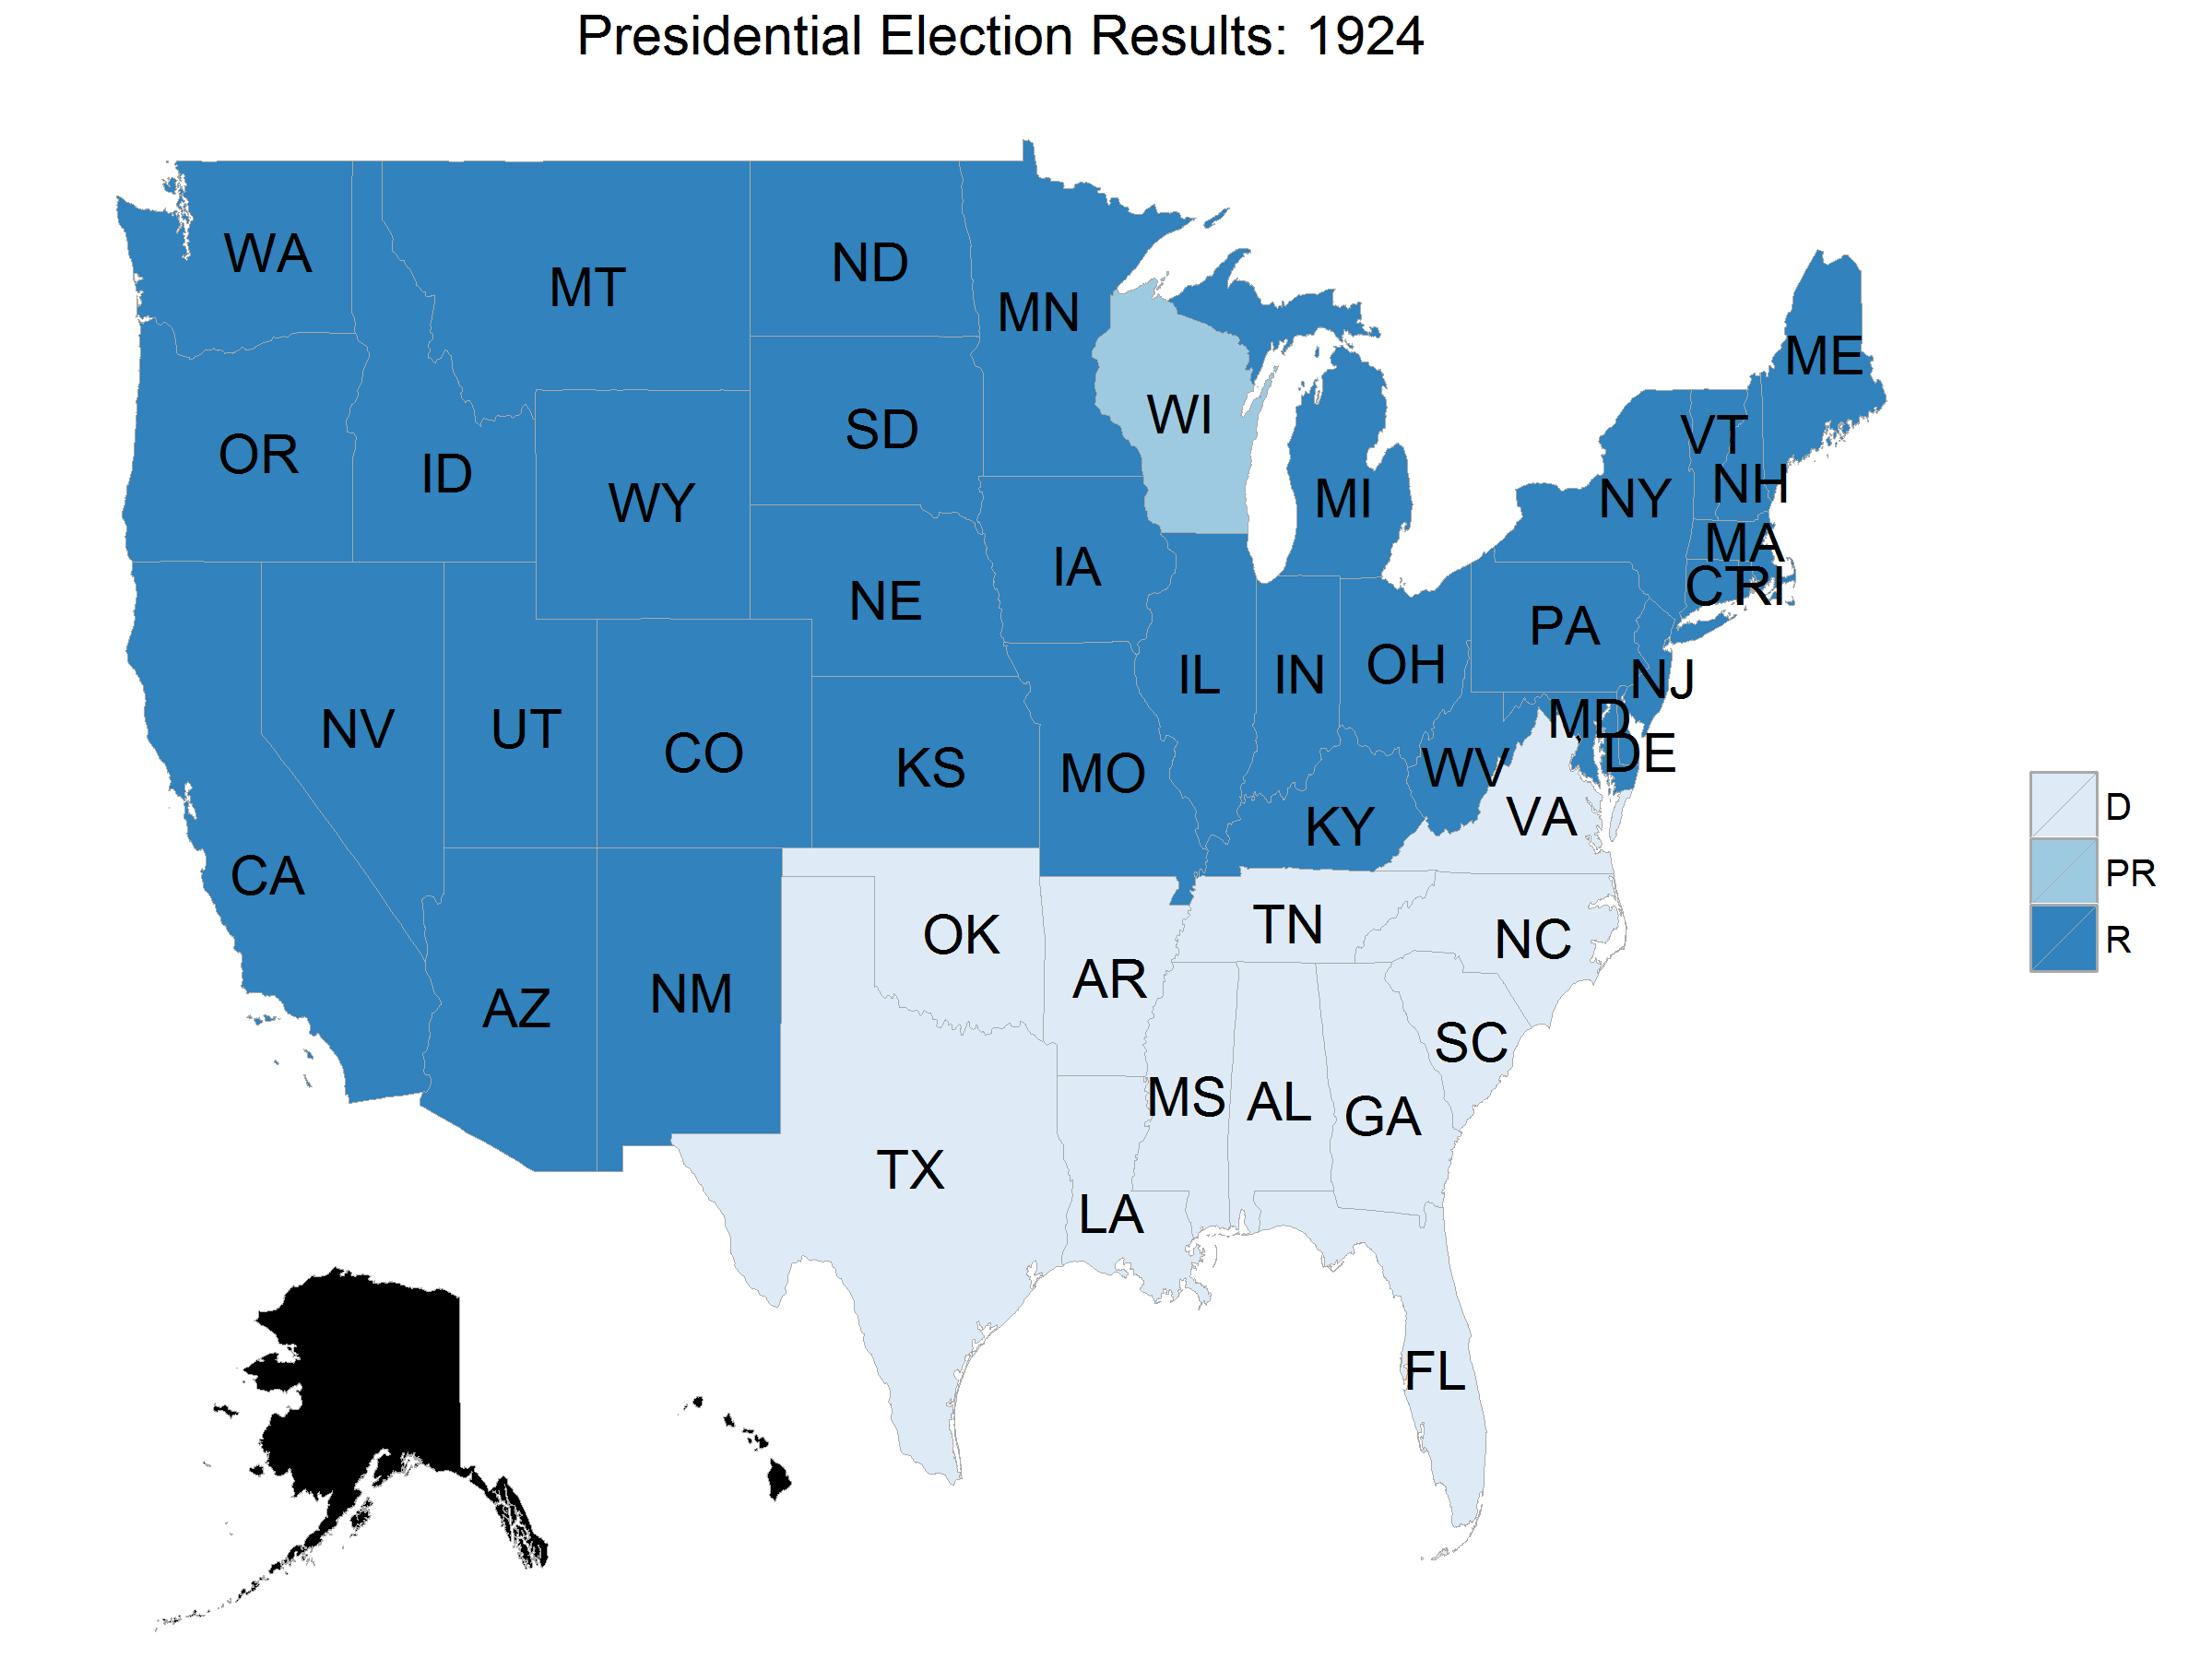 Presidential Election Results: 1924
WA
MT
ND
MN
ME
OR
ID
WY
SD
WI
MI
NY
VT
NH
MA
CT
RI
NE
IA
PA
NJ
NV
UT
CO
KS
MO
IL
IN
OH
MD
DE
WV
VA
KY
CA
AZ
NM
OK
AR
TN
NC
SC
MS
AL
GA
TX
LA
FL
D
PR
R